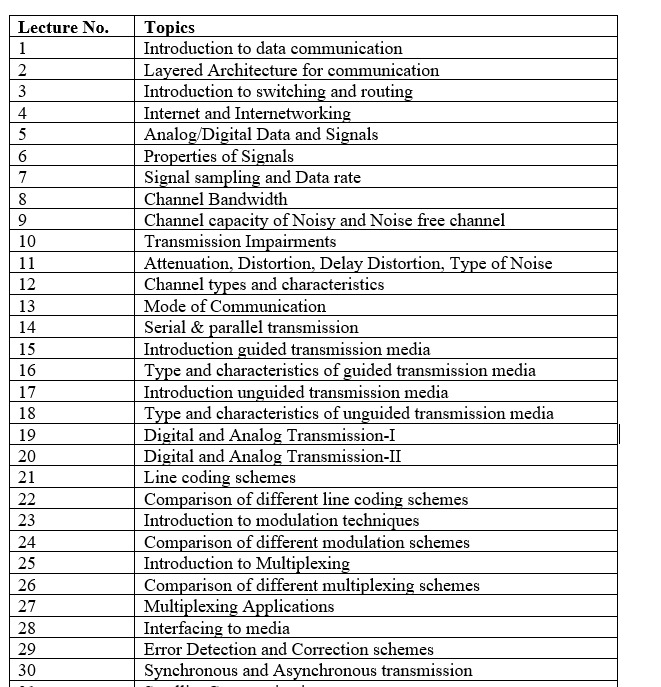 Lecture No. Topics
1 Introduction to data communication
2 Layered Architecture for communication
3 Introduction to switching and routing
4 Internet and Internetworking
5 Analog/Digital Data and Signals
6 Properties of Signals
7 Signal sampling and Data rate
8 Channel Bandwidth
9 Channel capacity of Noisy and Noise free channel
10 Transmission Impairments
11 Attenuation, Distortion, Delay Distortion, Type of Noise
12 Channel types and characteristics
13 Mode of Communication
14 Serial & parallel transmission
15 Introduction guided transmission media
16 Type and characteristics of guided transmission media
17 Introduction unguided transmission media
18 Type and characteristics of unguided transmission media
19 Digital and Analog Transmission-I
20 Digital and Analog Transmission-II
21 Line coding schemes
22 Comparison of different line coding schemes
23 Introduction to modulation techniques
24 Comparison of different modulation schemes
25 Introduction to Multiplexing
26 Comparison of different multiplexing schemes
27 Multiplexing Applications
28 Interfacing to media
29 Error Detection and Correction schemes
30 Synchronous and Asynchronous transmission